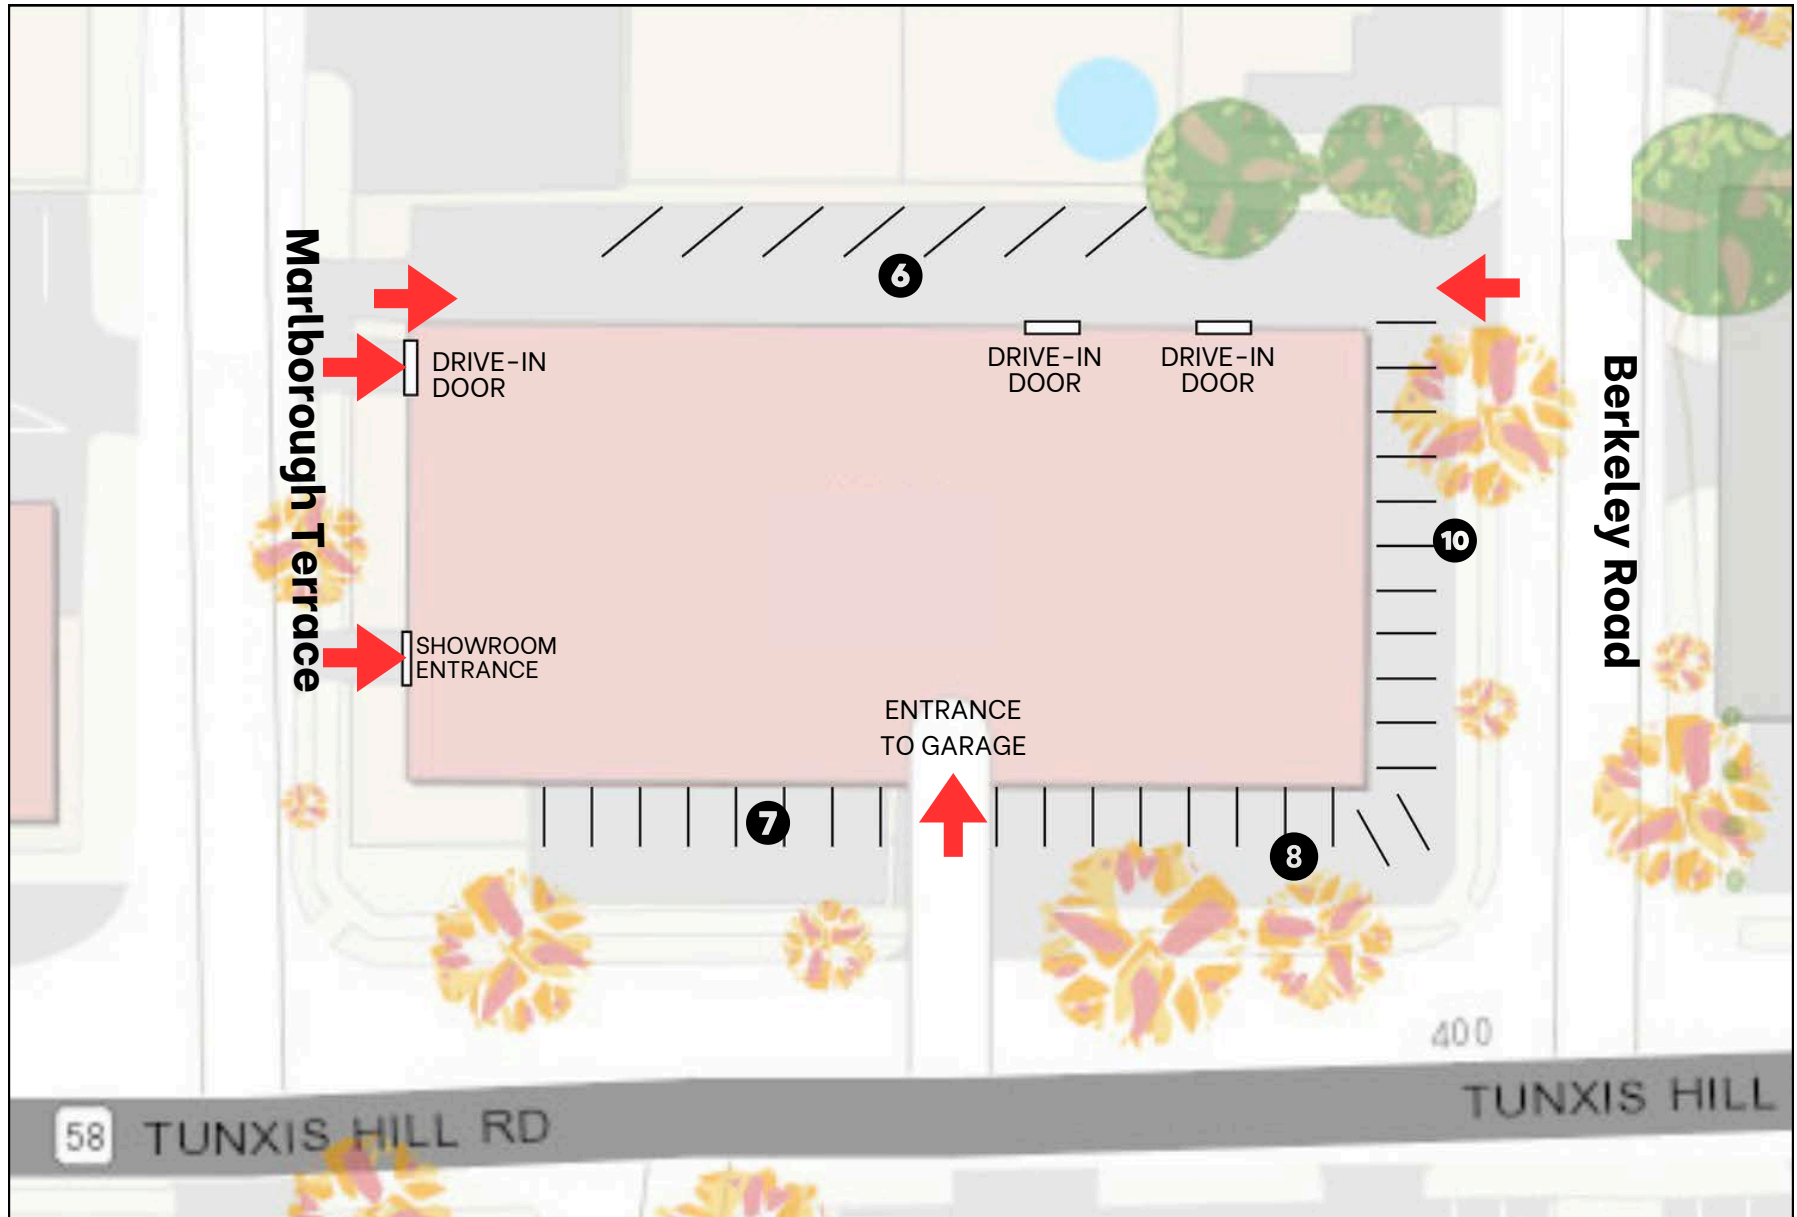 6
Marlborough Terrace
DRIVE-IN
DOOR
DRIVE-IN
DOOR
DRIVE-IN
DOOR
Berkeley Road
10
SHOWROOM
ENTRANCE
ENTRANCE
TO GARAGE
7
8
400
TUNXIS HILL
58 TUNXIS HILL RD